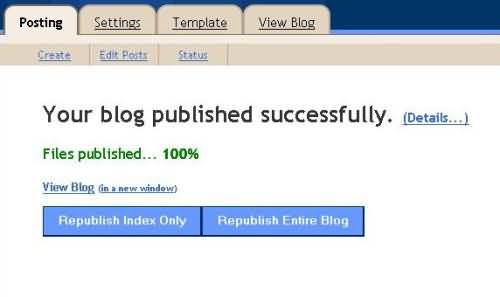 Posting Settings Template View Blog
Create Edit Posts Status
Your blog published successfully. (Details...)
Files published... 100%
View Blog (in a new window)
Republish Index Only Republish Entire Blog